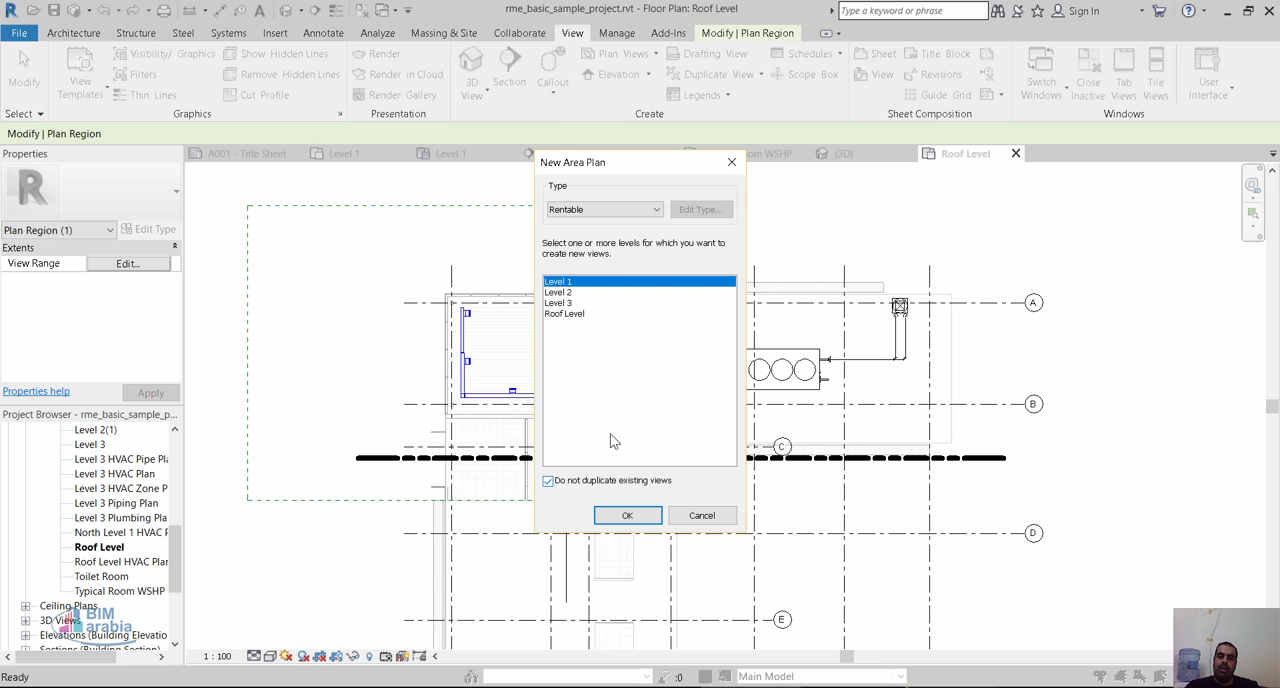 rme_basic_sample_project.rvt - Floor Plan: Roof Level
Type a keyword or phrase
Sign In
File
Architecture
Structure
Steel
Systems
Insert
Annotate
Analyze
Massing & Site
Collaborate
View
Manage
Add-Ins
Modify | Plan Region
Modify
View
Templates
Visibility/ Graphics
Filters
Thin Lines
Show Hidden Lines
Remove Hidden Lines
Cut Profile
Render
Render in Cloud
Render Gallery
3D
View
Section
Callout
Plan Views
Elevation
Drafting View
Duplicate View
Legends
Schedules
Scope Box
Sheet
View
Title Block
Revisions
Guide Grid
Switch
Windows
Close
Inactive
Tab
Views
Tile
Views
User
Interface
Select
Graphics
Presentation
Create
Sheet Composition
Windows
Modify | Plan Region
Properties
A001 - Title Sheet
Level 1
Level 1
om WSHP
{3D}
Roof Level
R
Plan Region (1)
Edit Type
Extents
View Range
Edit...
Properties help
Apply
Project Browser - rme_basic_sample_p...
Level 2(1)
Level 3
Level 3 HVAC Pipe Pla
Level 3 HVAC Plan
Level 3 HVAC Zone P
Level 3 Piping Plan
Level 3 Plumbing Pla
North Level 1 HVAC P
Roof Level
Roof Level HVAC Plan
Toilet Room
Typical Room WSHP
Ceiling Plans
3D Views
Elevations (Building Elevatio
Sections (Building Section)
BIM
arabia
New Area Plan
Type
Rentable
Edit Type...
Select one or more levels for which you want to
create new views.
Level 1
Level 2
Level 3
Roof Level
Do not duplicate existing views
OK
Cancel
A
B
C
D
E
1 : 100
Ready
:0
Main Model